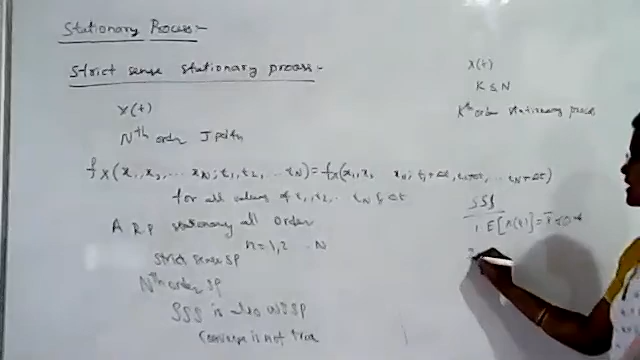 Stationary Process:-
Strict sense stationary process:-
X(t)
Nth order Jpdfn
fX(x1,x2,... xN; t1,t2,...tN) = fX(x1,x2 xN; t1+Δt, t2+Δt, ... tN+Δt)
for all values of t1,t2... tN & Δt
A R P stationary all order
n=1,2 .. N
Strict sense SP
Nth order SP
SSS is also WSSP
Converse is not true
X(t)
K ≤ N
Kth order stationary process
SSS
1. E[X(t)] =